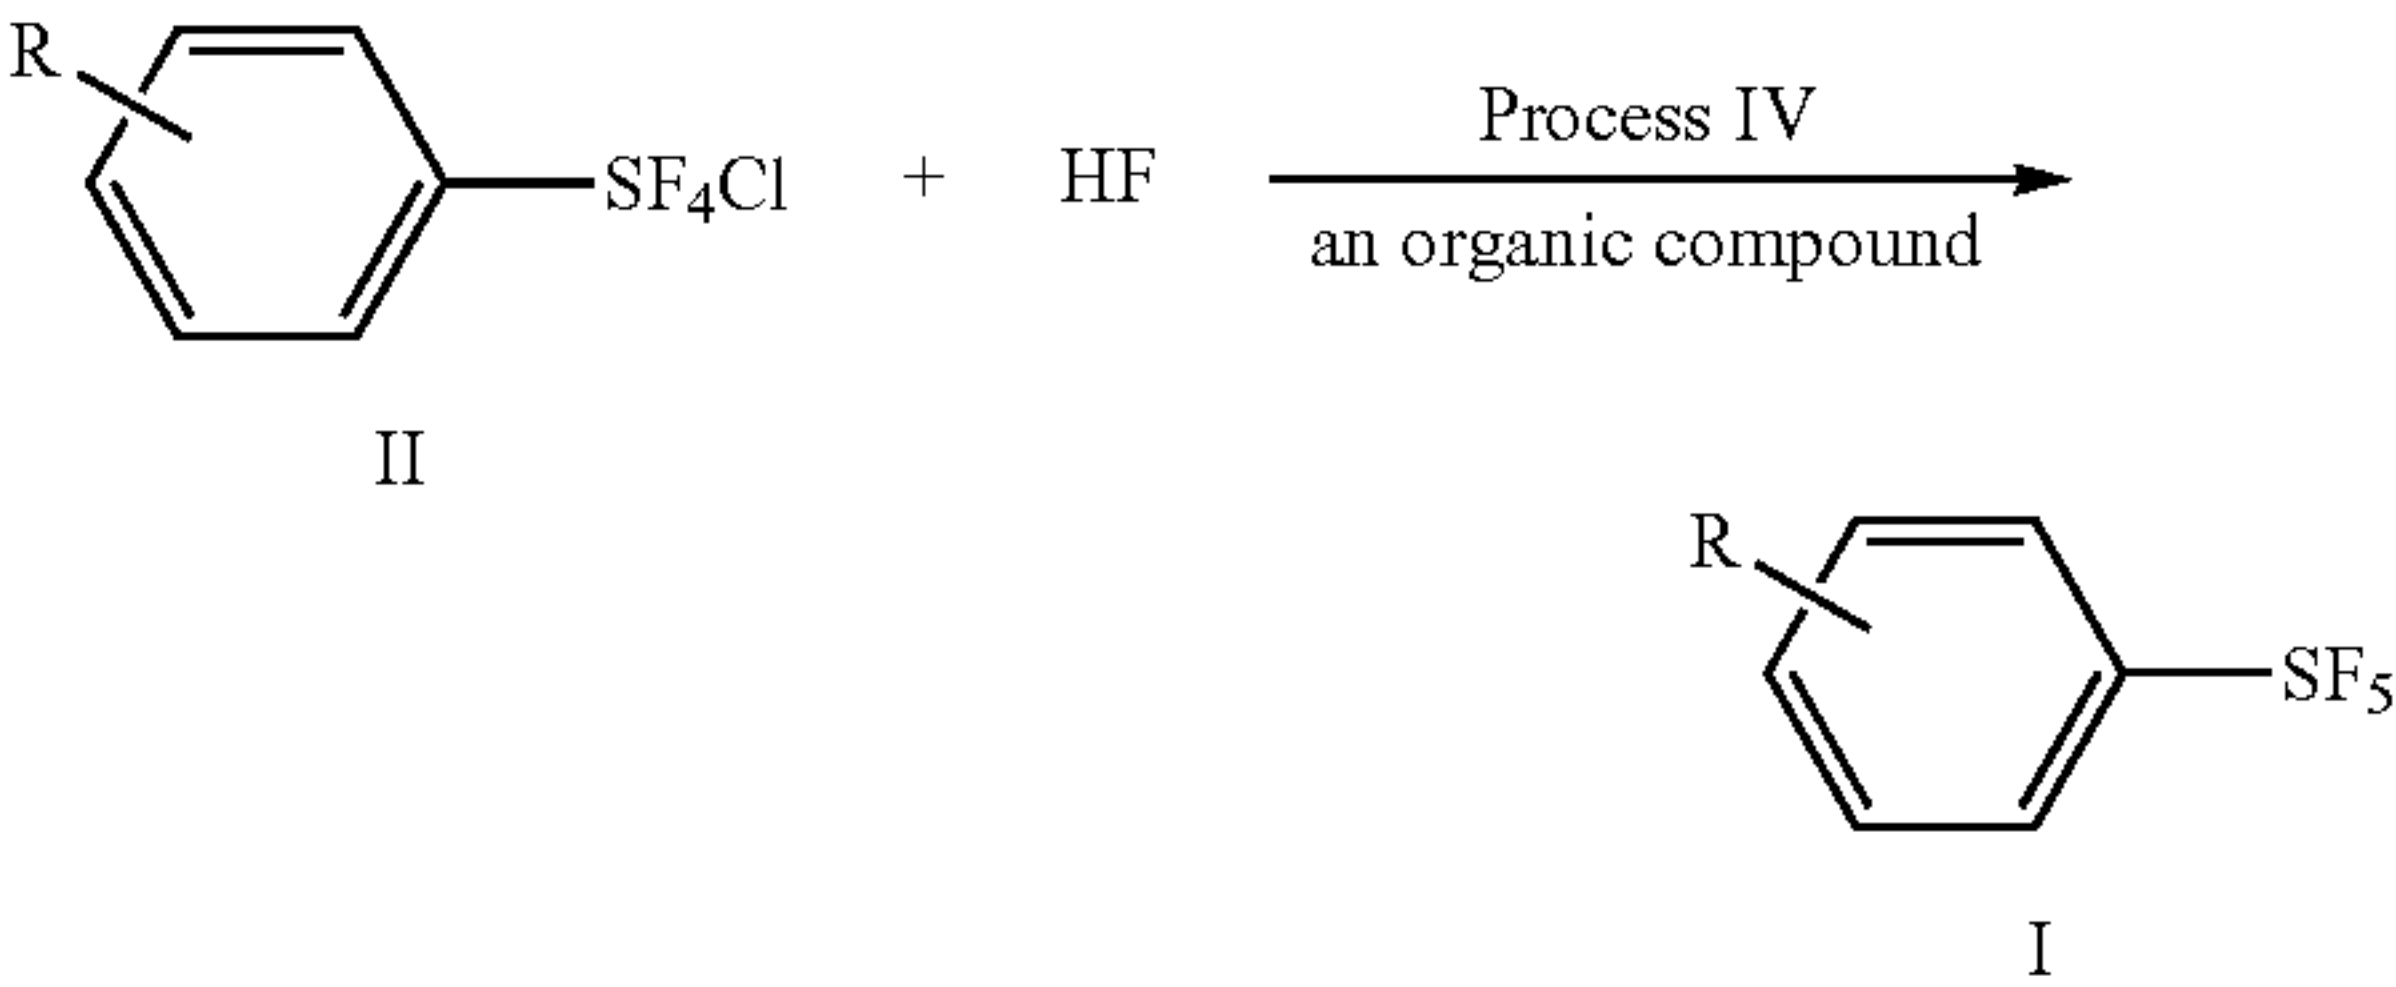 R
SF₄Cl + HF
Process IV
an organic compound
II
R
SF₅
I